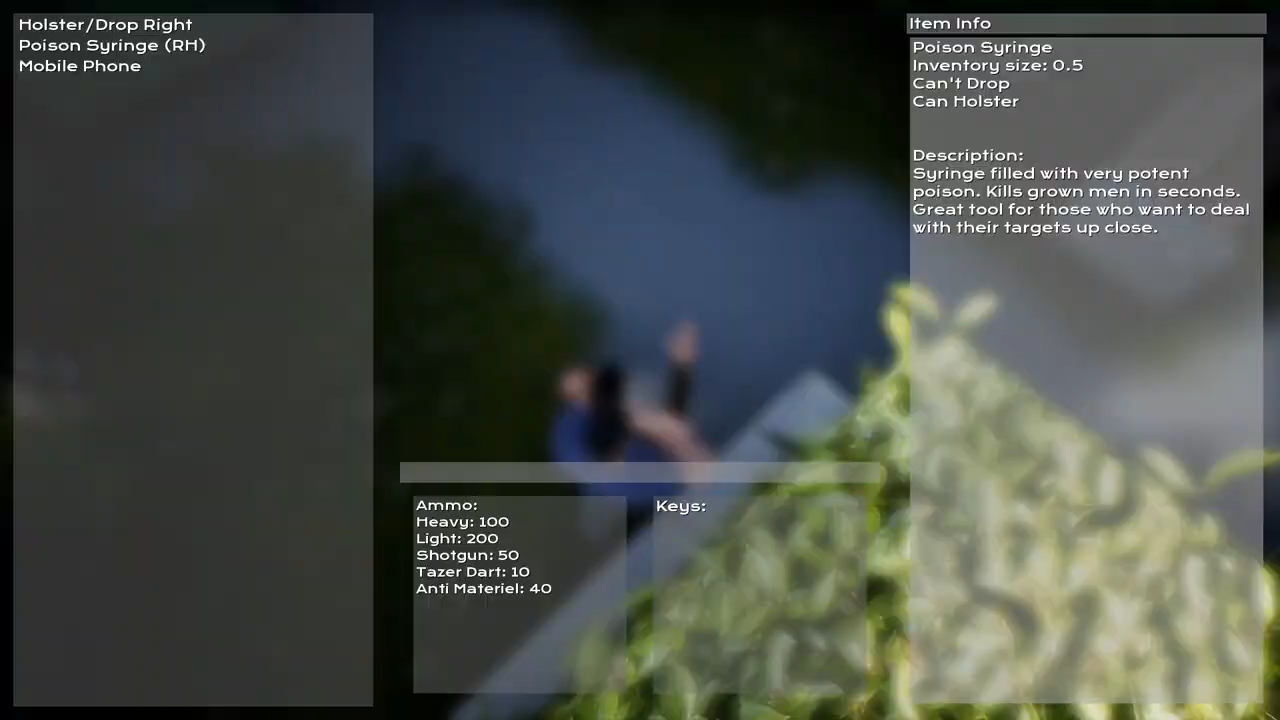 Holster/Drop Right
Poison Syringe (RH)
Mobile Phone
Item Info
Poison Syringe
Inventory size: 0.5
Can't Drop
Can Holster
Description:
Syringe filled with very potent
poison. Kills grown men in seconds.
Great tool for those who want to deal
with their targets up close.
Ammo:
Heavy: 100
Light: 200
Shotgun: 50
Tazer Dart: 10
Anti Materiel: 40
Keys: